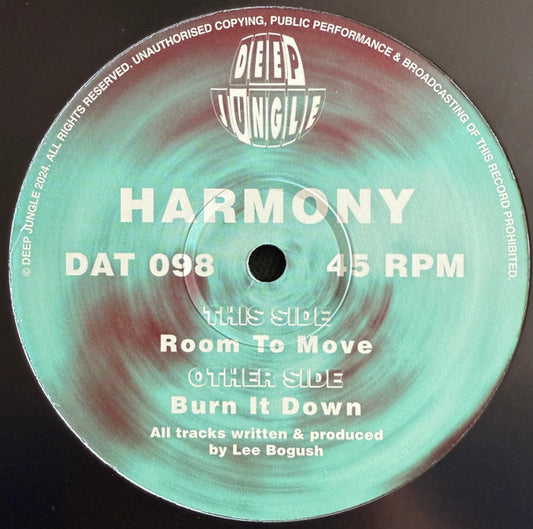 © DEEP JUNGLE 2024. ALL RIGHTS RESERVED. UNAUTHORISED COPYING, PUBLIC PERFORMANCE & BROADCASTING OF THIS RECORD PROHIBITED.
DEEP
JUNGLE
HARMONY
DAT 098 45 RPM
THIS SIDE
Room To Move
OTHER SIDE
Burn It Down
All tracks written & produced
by Lee Bogush